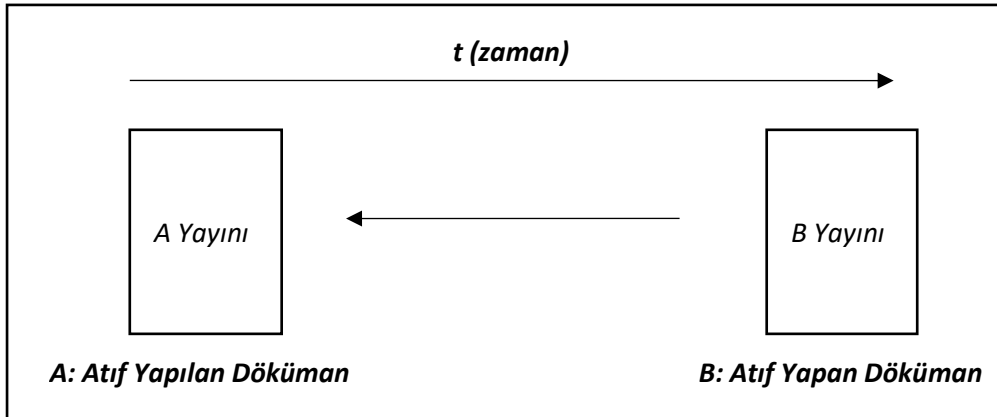 t (zaman)
A Yayını
B Yayını
A: Atıf Yapılan Döküman
B: Atıf Yapan Döküman